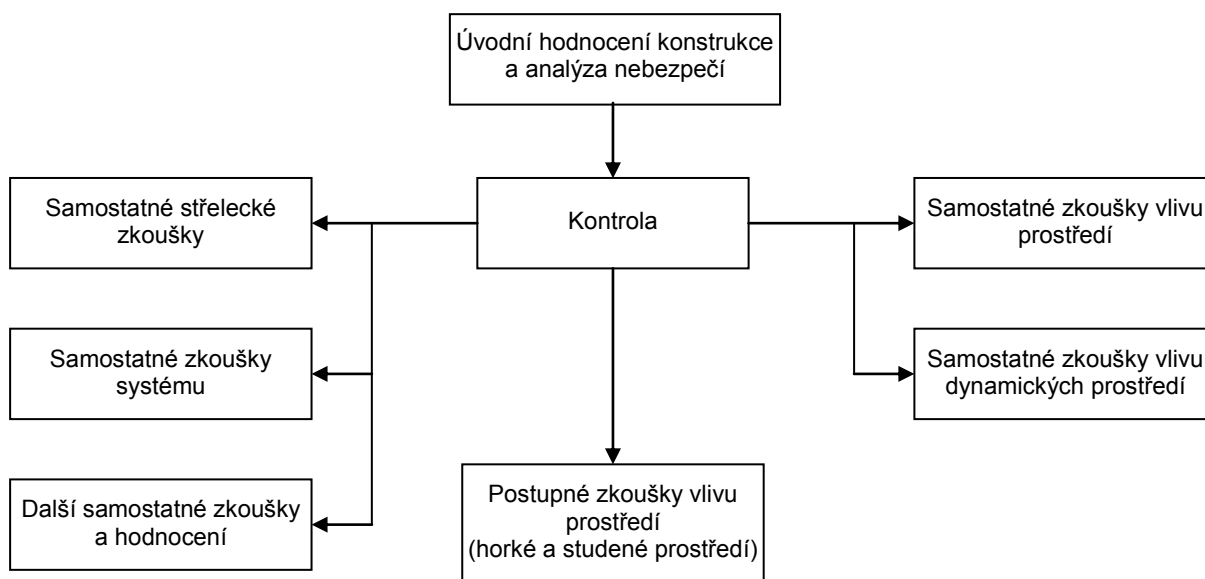 Úvodní hodnocení konstrukce
a analýza nebezpečí
Samostatné střelecké
zkoušky
Kontrola
Samostatné zkoušky vlivu
prostředí
Samostatné zkoušky
systému
Samostatné zkoušky vlivu
dynamických prostředí
Další samostatné zkoušky
a hodnocení
Postupné zkoušky vlivu
prostředí
(horké a studené prostředí)